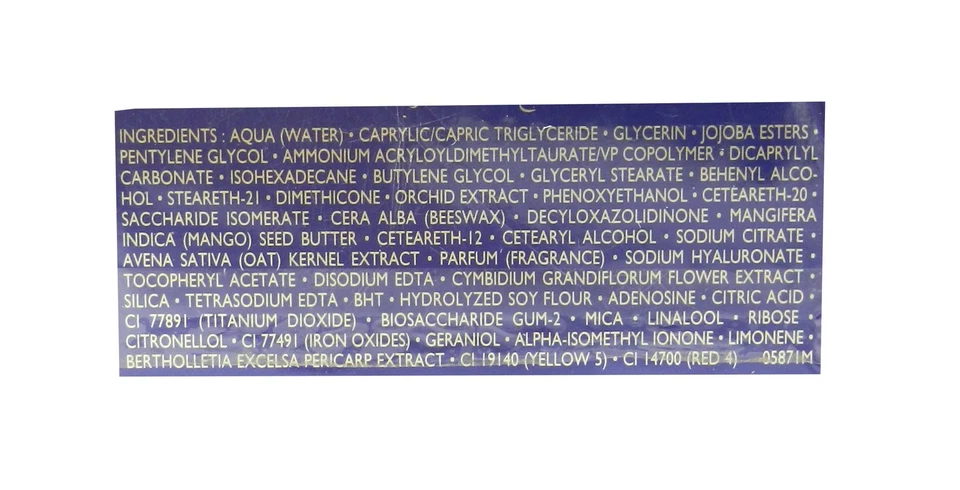 INGREDIENTS : AQUA (WATER) • CAPRYLIC/CAPRIC TRIGLYCERIDE • GLYCERIN • JOJOBA ESTERS •
PENTYLENE GLYCOL • AMMONIUM ACRYLOYLDIMETHYLTAURATE/VP COPOLYMER • DICAPRYLYL
CARBONATE • ISOHEXADECANE • BUTYLENE GLYCOL • GLYCERYL STEARATE • BEHENYL ALCO-
HOL • STEARETH-21 • DIMETHICONE • ORCHID EXTRACT • PHENOXYETHANOL • CETEARETH-20 •
SACCHARIDE ISOMERATE • CERA ALBA (BEESWAX) • DECYLOXAZOLIDINONE • MANGIFERA
INDICA (MANGO) SEED BUTTER • CETEARETH-12 • CETEARYL ALCOHOL • SODIUM CITRATE •
AVENA SATIVA (OAT) KERNEL EXTRACT • PARFUM (FRAGRANCE) • SODIUM HYALURONATE •
TOCOPHERYL ACETATE • DISODIUM EDTA • CYMBIDIUM GRANDIFLORUM FLOWER EXTRACT •
SILICA • TETRASODIUM EDTA • BHT • HYDROLYZED SOY FLOUR • ADENOSINE • CITRIC ACID •
CI 77891 (TITANIUM DIOXIDE) • BIOSACCHARIDE GUM-2 • MICA • LINALOOL • RIBOSE •
CITRONELLOL • CI 77491 (IRON OXIDES) • GERANIOL • ALPHA-ISOMETHYL IONONE • LIMONENE •
BERTHOLLETIA EXCELSA PERICARP EXTRACT • CI 19140 (YELLOW 5) • CI 14700 (RED 4) 05871M